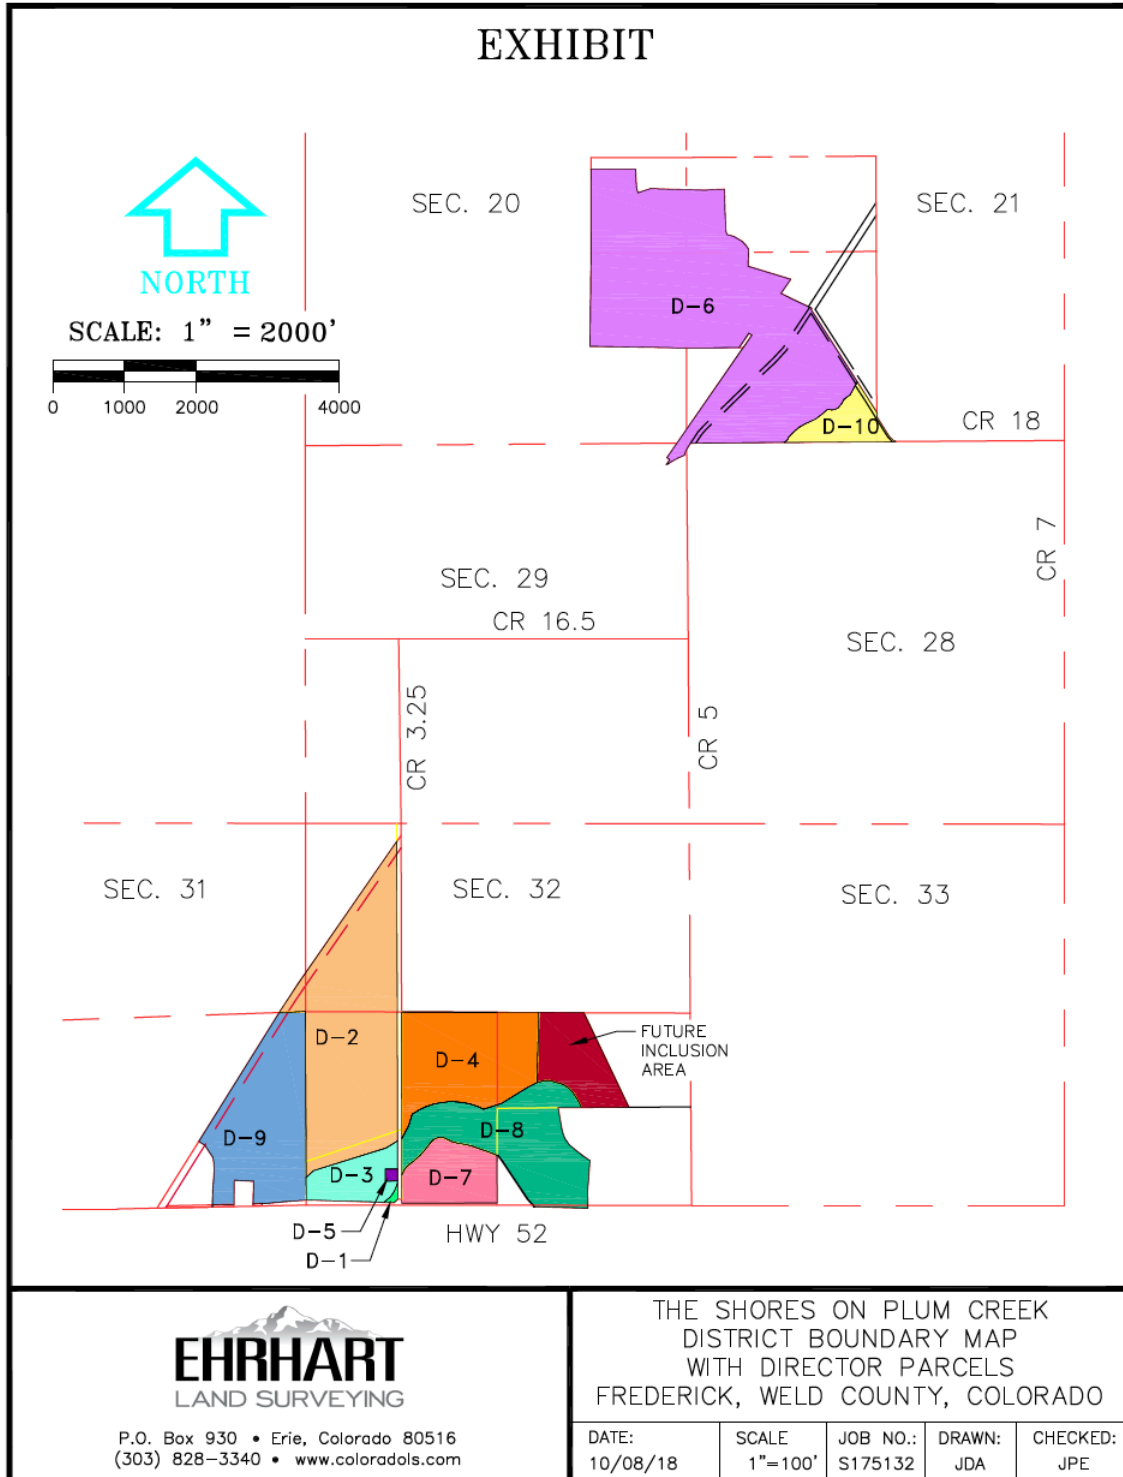 EXHIBIT
SEC. 20
SEC. 21
NORTH
SCALE: 1" = 2000'
0 1000 2000 4000
D-6
D-10
CR 18
CR 7
SEC. 29
CR 16.5
SEC. 28
CR 3.25
CR 5
SEC. 31
SEC. 32
SEC. 33
FUTURE
INCLUSION
AREA
D-2
D-4
D-9
D-8
D-3
D-7
D-5
D-1
HWY 52
EHRHART
LAND SURVEYING
P.O. Box 930 • Erie, Colorado 80516
(303) 828-3340 • www.coloradols.com
THE SHORES ON PLUM CREEK
DISTRICT BOUNDARY MAP
WITH DIRECTOR PARCELS
FREDERICK, WELD COUNTY, COLORADO
DATE:
10/08/18
SCALE
1"=100'
JOB NO.:
S175132
DRAWN:
JDA
CHECKED:
JPE